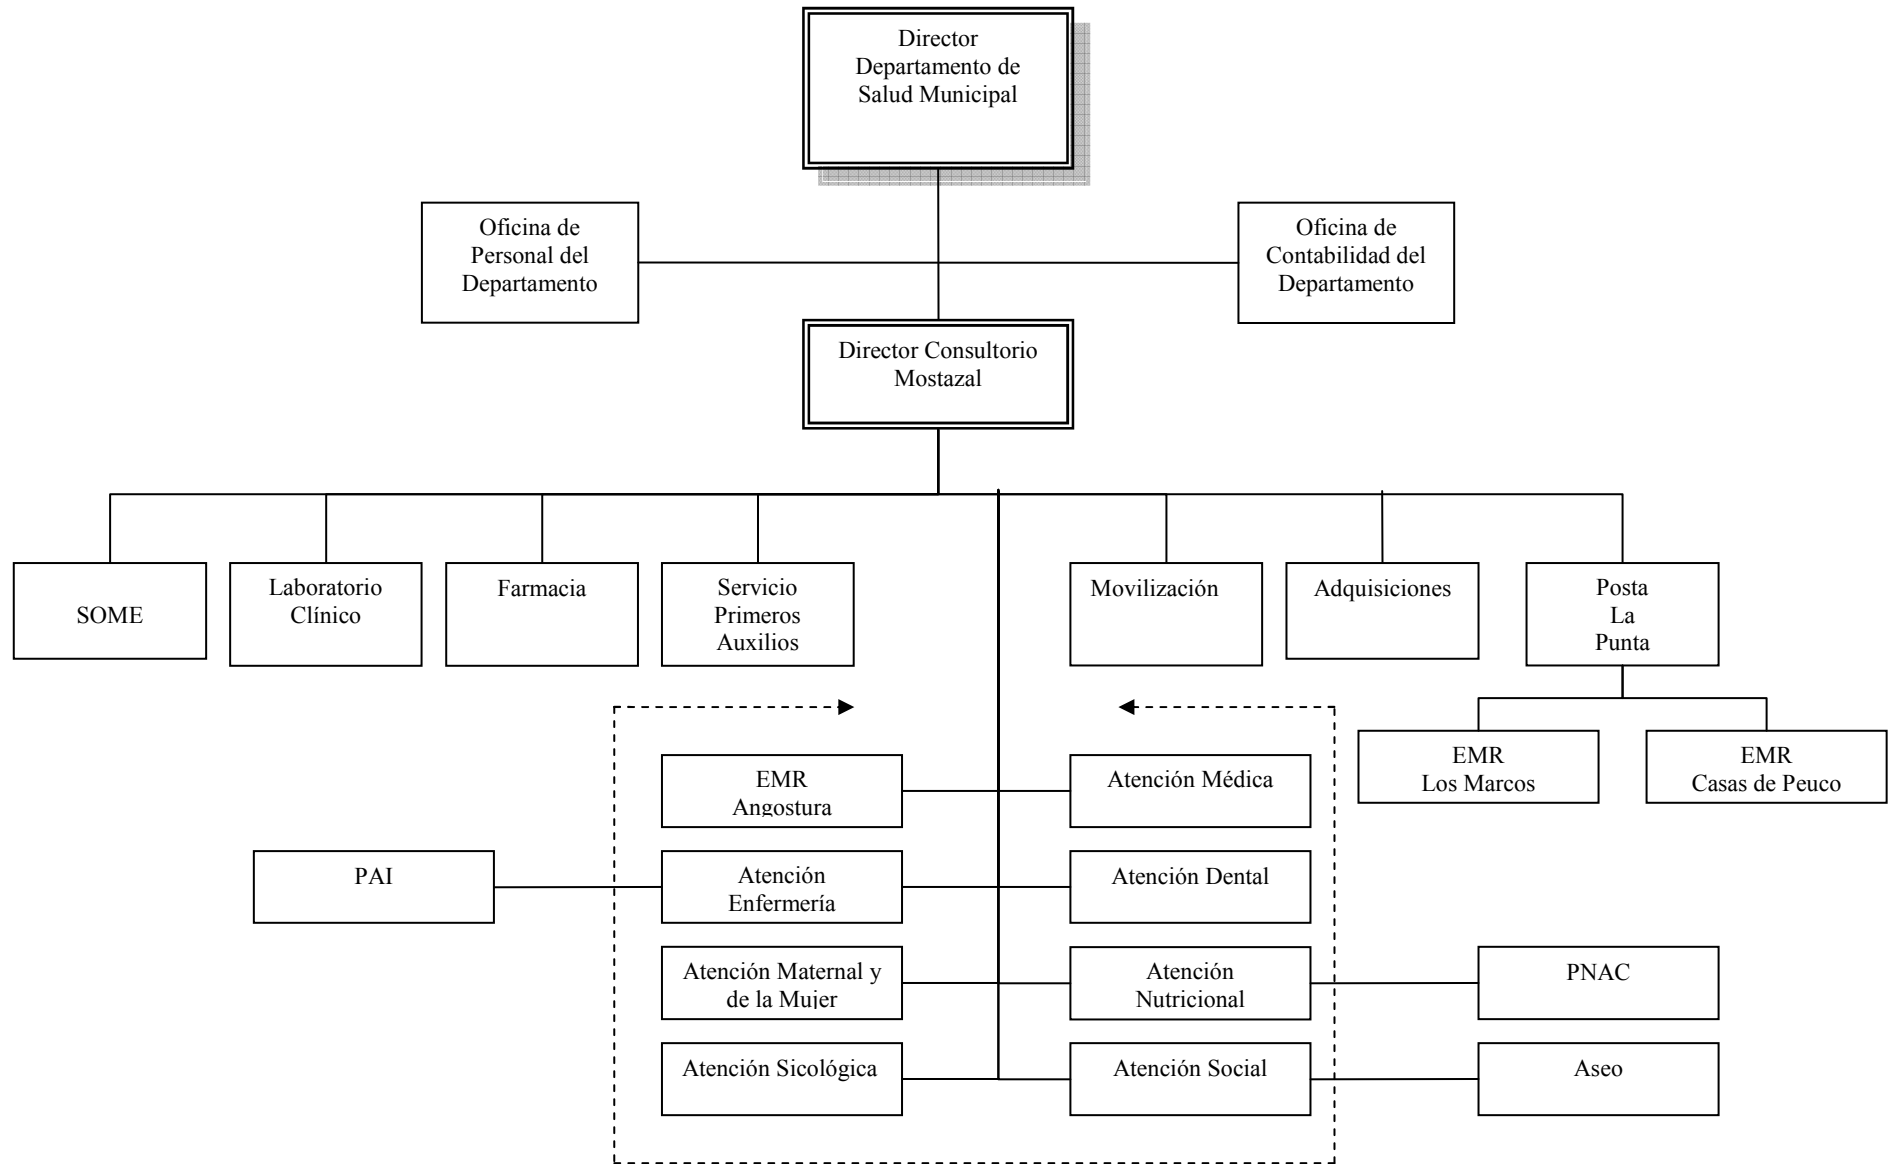 Director
Departamento de
Salud Municipal
Oficina de
Personal del
Departamento
Oficina de
Contabilidad del
Departamento
Director Consultorio
Mostazal
SOME
Laboratorio
Clínico
Farmacia
Servicio
Primeros
Auxilios
Movilización
Adquisiciones
Posta
La
Punta
EMR
Los Marcos
EMR
Casas de Peuco
EMR
Angostura
Atención Médica
PAI
Atención
Enfermería
Atención Dental
Atención Maternal y
de la Mujer
Atención
Nutricional
PNAC
Atención Sicológica
Atención Social
Aseo